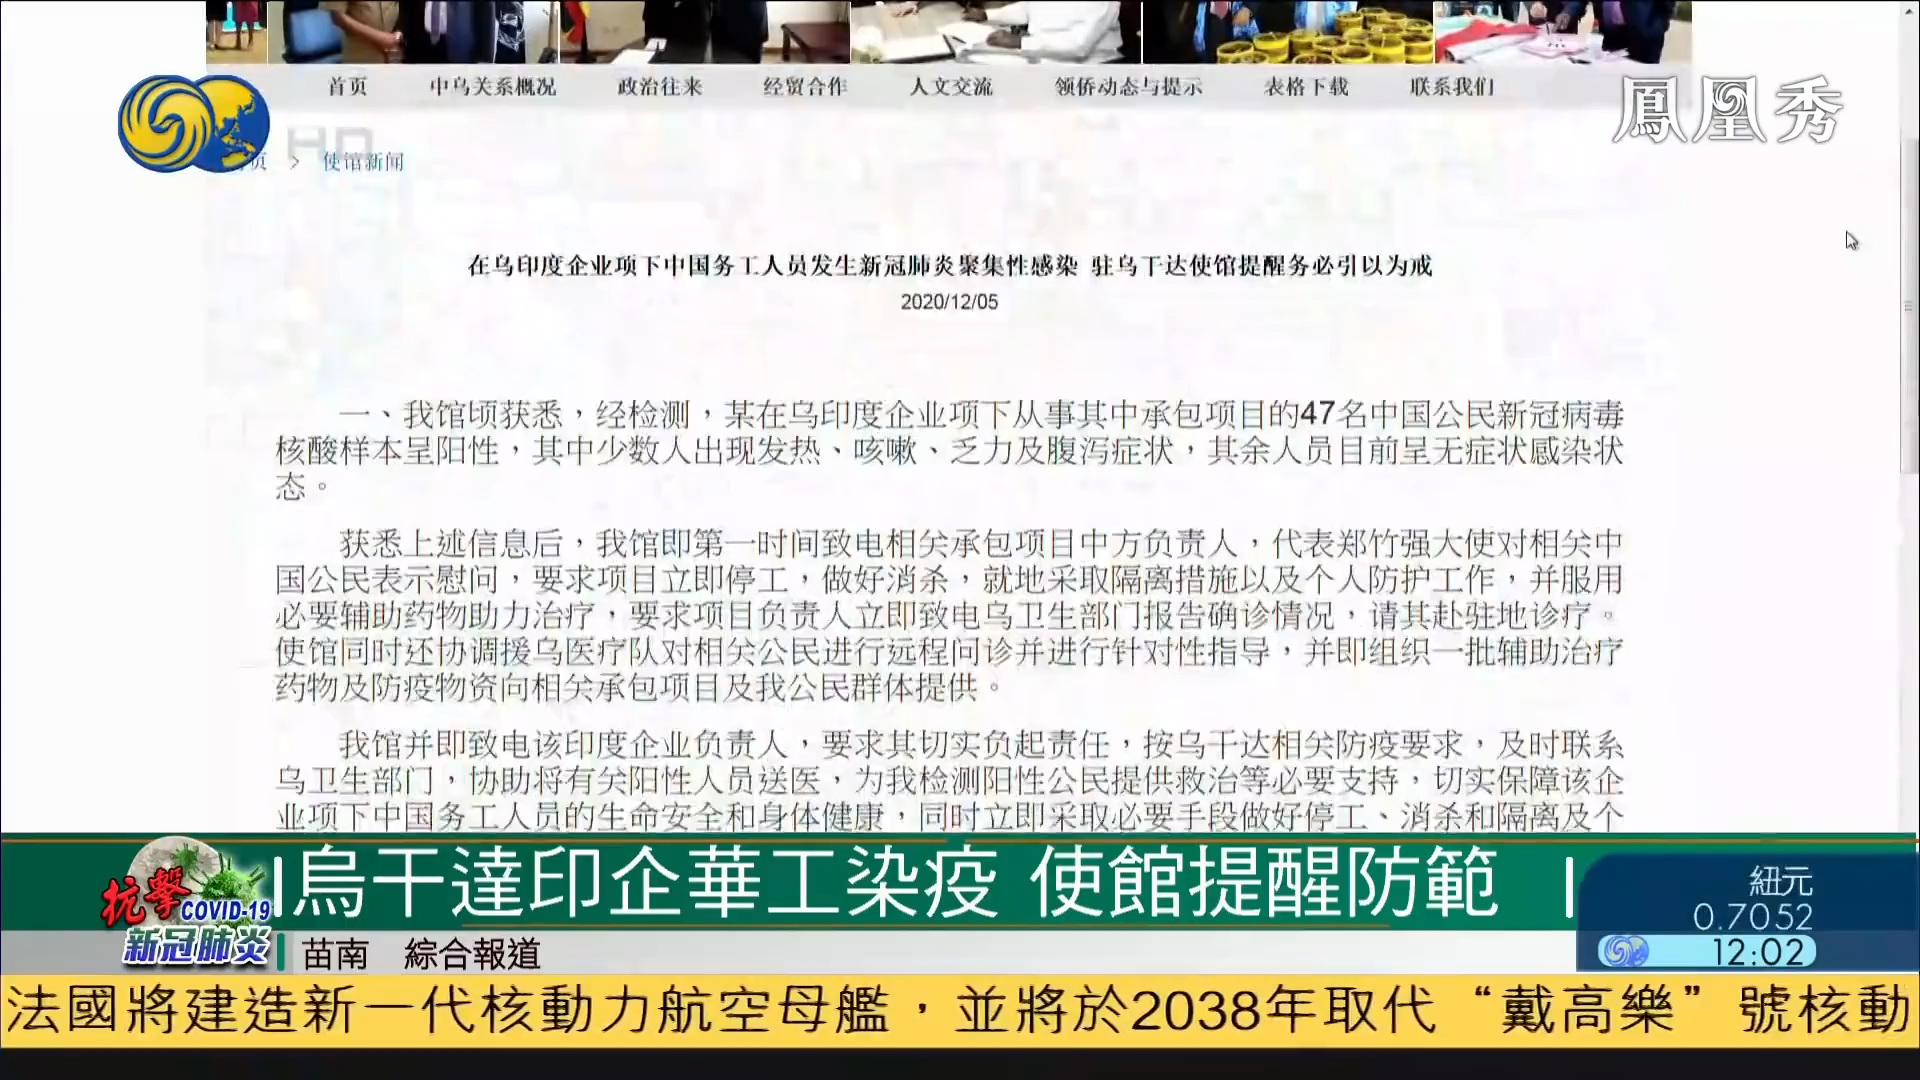 首页 中乌关系概况 政治往来 经贸合作 人文交流 领侨动态与提示 表格下载 联系我们
鳳凰秀
HD
页 > 使馆新闻
在乌印度企业项下中国务工人员发生新冠肺炎聚集性感染 驻乌干达使馆提醒务必引以为戒
2020/12/05
一、我馆顷获悉，经检测，某在乌印度企业项下从事其中承包项目的47名中国公民新冠病毒
核酸样本呈阳性，其中少数人出现发热、咳嗽、乏力及腹泻症状，其余人员目前呈无症状感染状
态。
获悉上述信息后，我馆即第一时间致电相关承包项目中方负责人，代表郑竹强大使对相关中
国公民表示慰问，要求项目立即停工，做好消杀，就地采取隔离措施以及个人防护工作，并服用
必要辅助药物助力治疗，要求项目负责人立即致电乌卫生部门报告确诊情况，请其赴驻地诊疗。
使馆同时还协调援乌医疗队对相关公民进行远程问诊并进行针对性指导，并即组织一批辅助治疗
药物及防疫物资向相关承包项目及我公民群体提供。
我馆并即致电该印度企业负责人，要求其切实负起责任，按乌干达相关防疫要求，及时联系
乌卫生部门，协助将有关阳性人员送医，为我检测阳性公民提供救治等必要支持，切实保障该企
业项下中国务工人员的生命安全和身体健康，同时立即采取必要手段做好停工、消杀和隔离及个
抗擊
COVID-19
新冠肺炎
烏干達印企華工染疫 使館提醒防範
苗南 綜合報道
紐元
0.7052
12:02
法國將建造新一代核動力航空母艦，並將於2038年取代“戴高樂”號核動